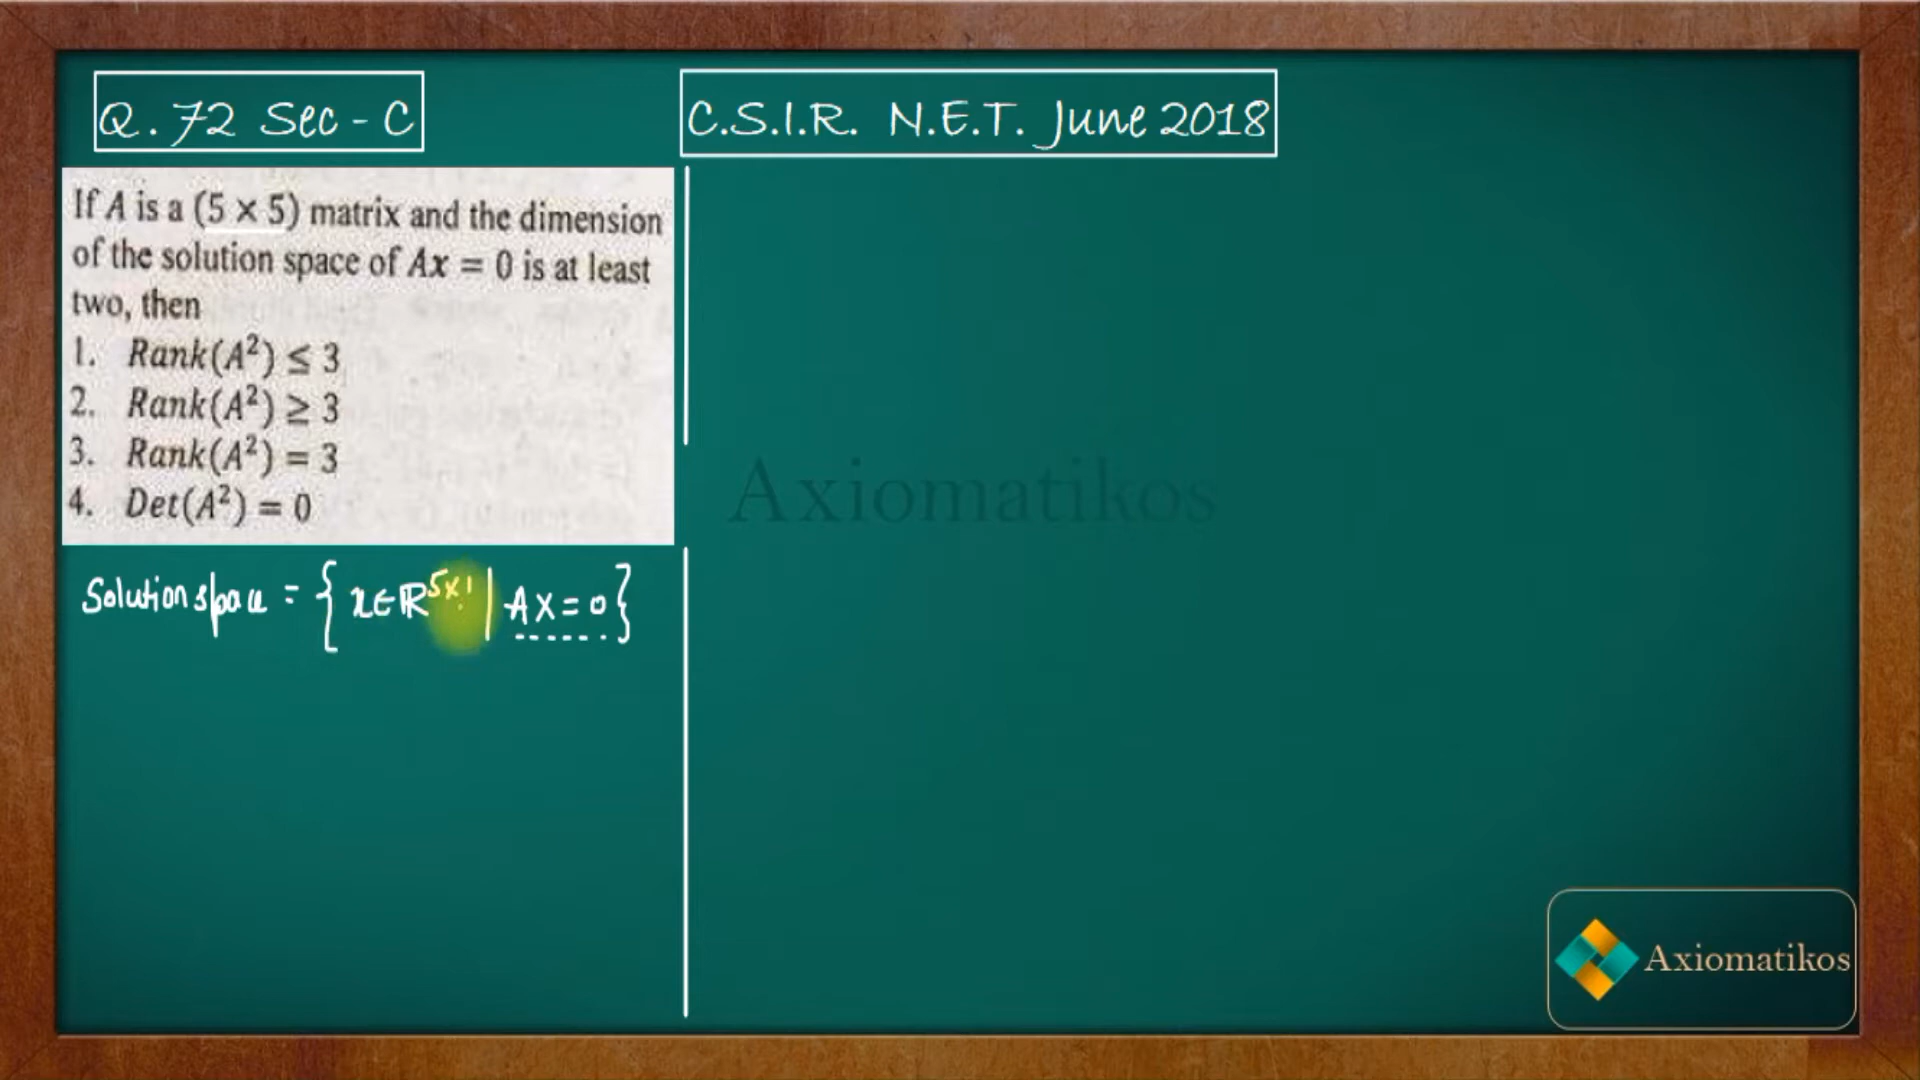 Q. 72 Sec - C
C.S.I.R. N.E.T. June 2018
If A is a (5 × 5) matrix and the dimension
of the solution space of Ax = 0 is at least
two, then
1. Rank(A²) ≤ 3
2. Rank(A²) ≥ 3
3. Rank(A²) = 3
4. Det(A²) = 0
Solution space = { x ∈ ℝ⁵ˣ¹ | AX = 0 }
Axiomatikos
Axiomatikos